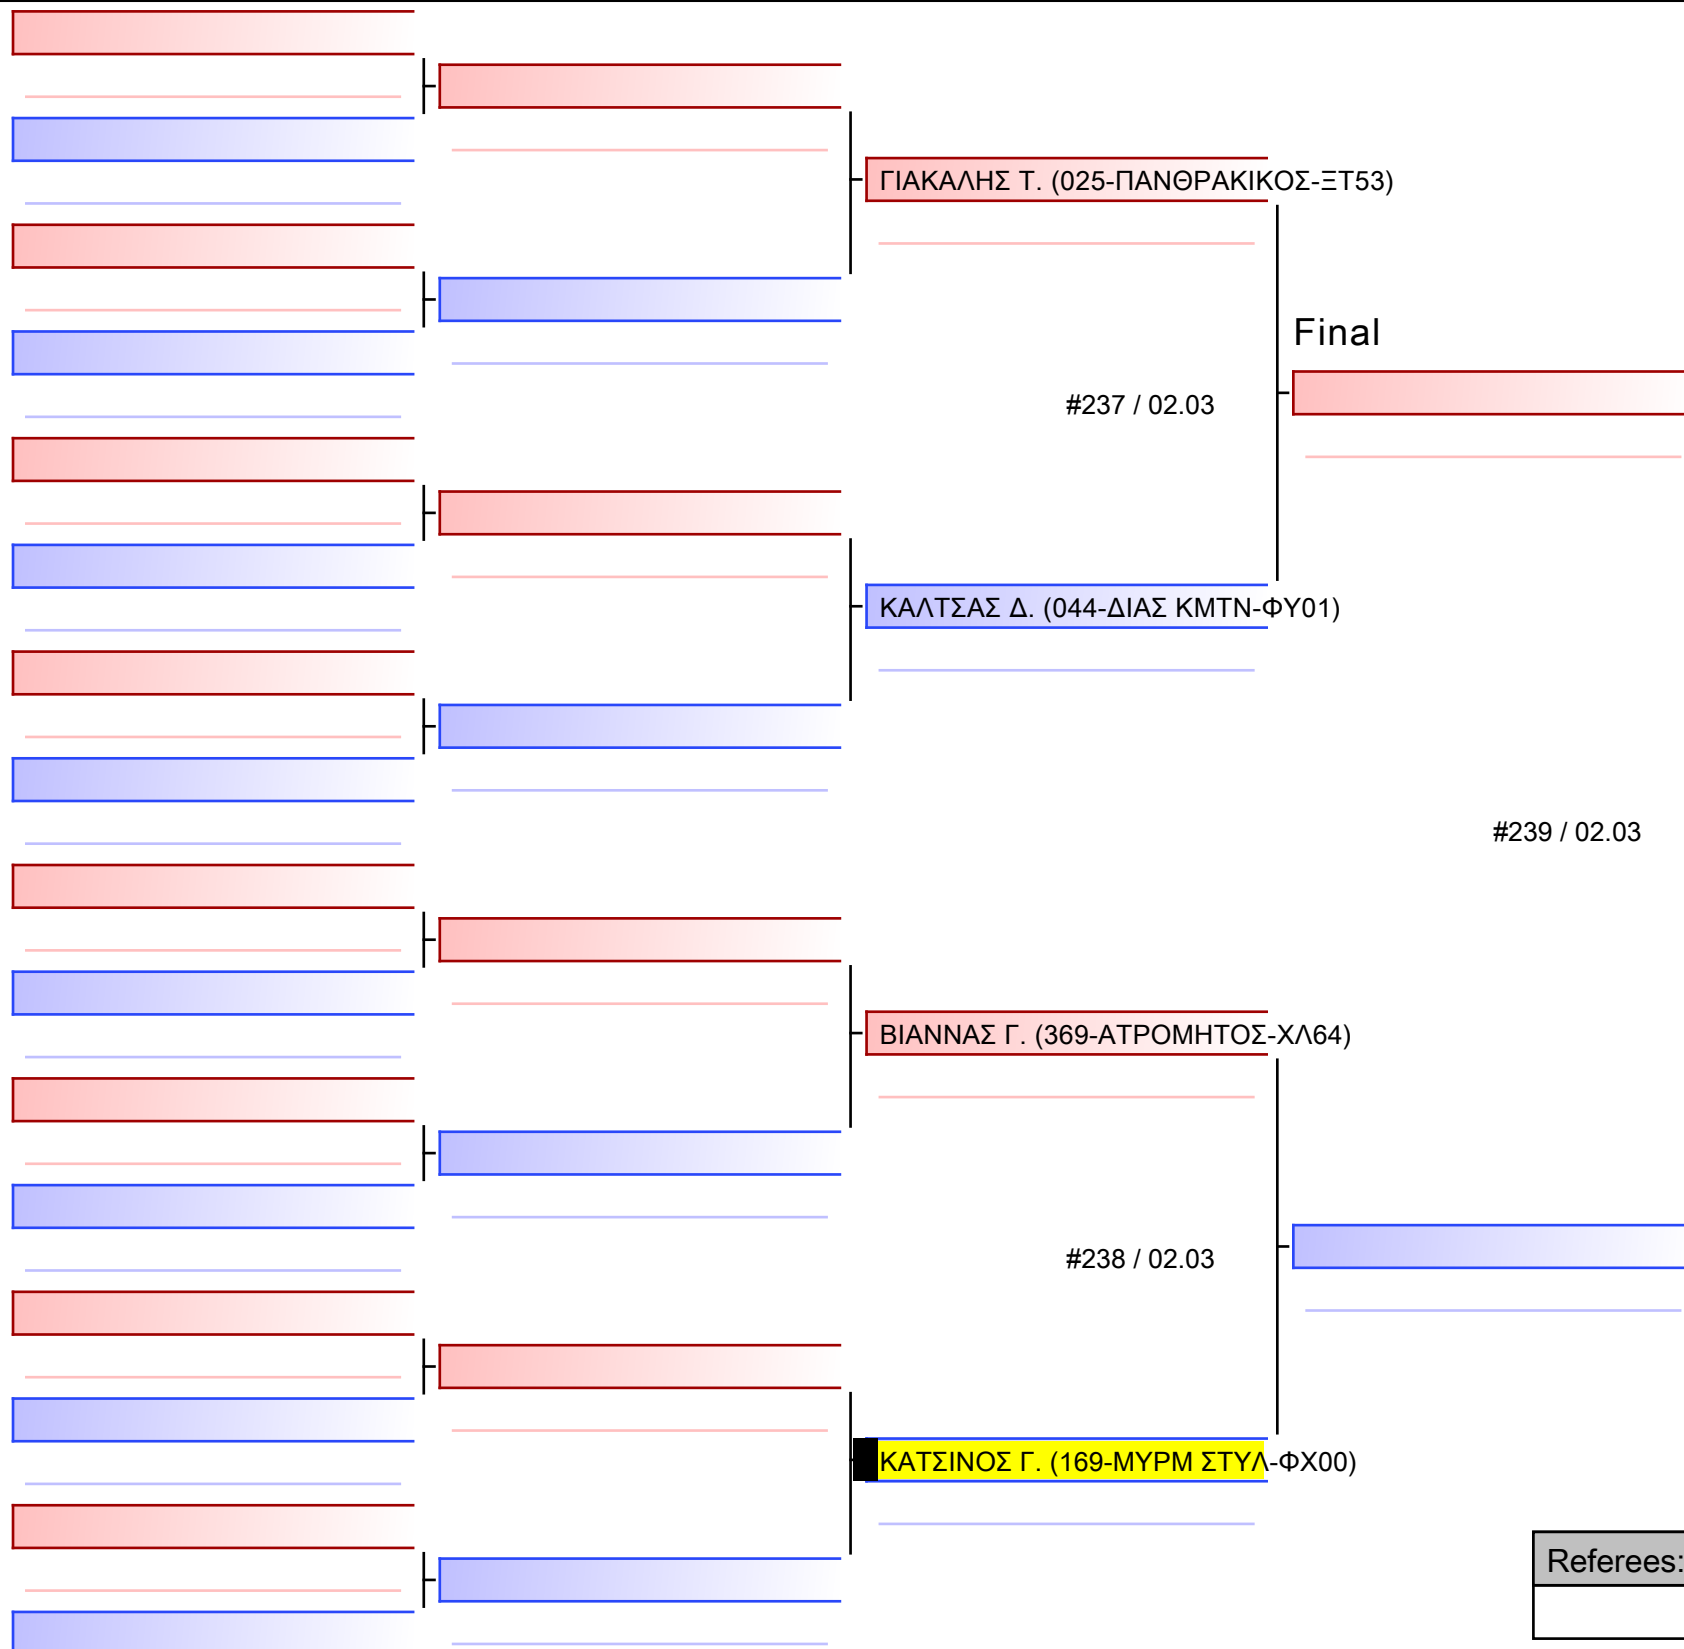 ΓΙΑΚΑΛΗΣ Τ. (025-ΠΑΝΘΡΑΚΙΚΟΣ-ΞΤ53)
Final
#237 / 02.03
ΚΑΛΤΣΑΣ Δ. (044-ΔΙΑΣ ΚΜΤΝ-ΦΥ01)
#239 / 02.03
ΒΙΑΝΝΑΣ Γ. (369-ΑΤΡΟΜΗΤΟΣ-ΧΛ64)
#238 / 02.03
ΚΑΤΣΙΝΟΣ Γ. (169-ΜΥΡΜ ΣΤΥΛ-ΦΧ00)
Referees: